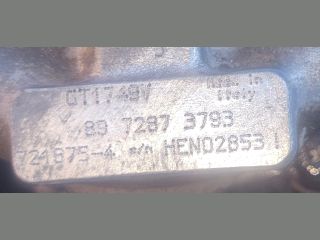 GT1749V
Made in
Italy
89 7287 3793
721875-4 s/n HEN02853 I